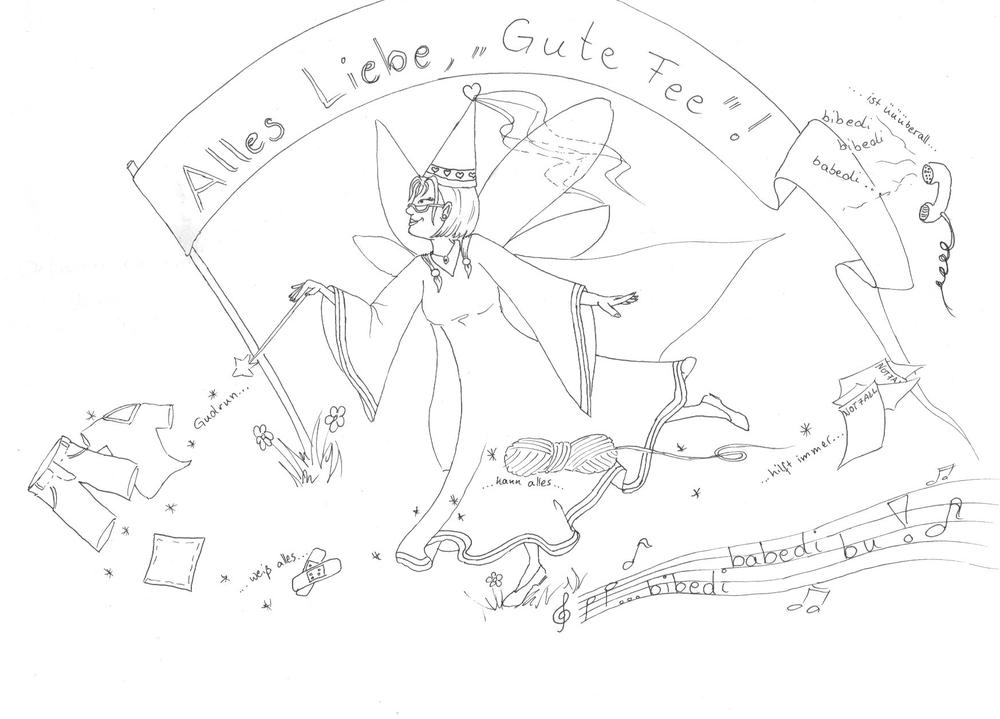 Alles Liebe, "Gute Fee"!
... ist üüüberall...
bibedi
bibedi
babedi...
Gudrun...
NOTFALL
...hilft immer...
...kann alles...
... weiß alles...
...bibedi babedi bu